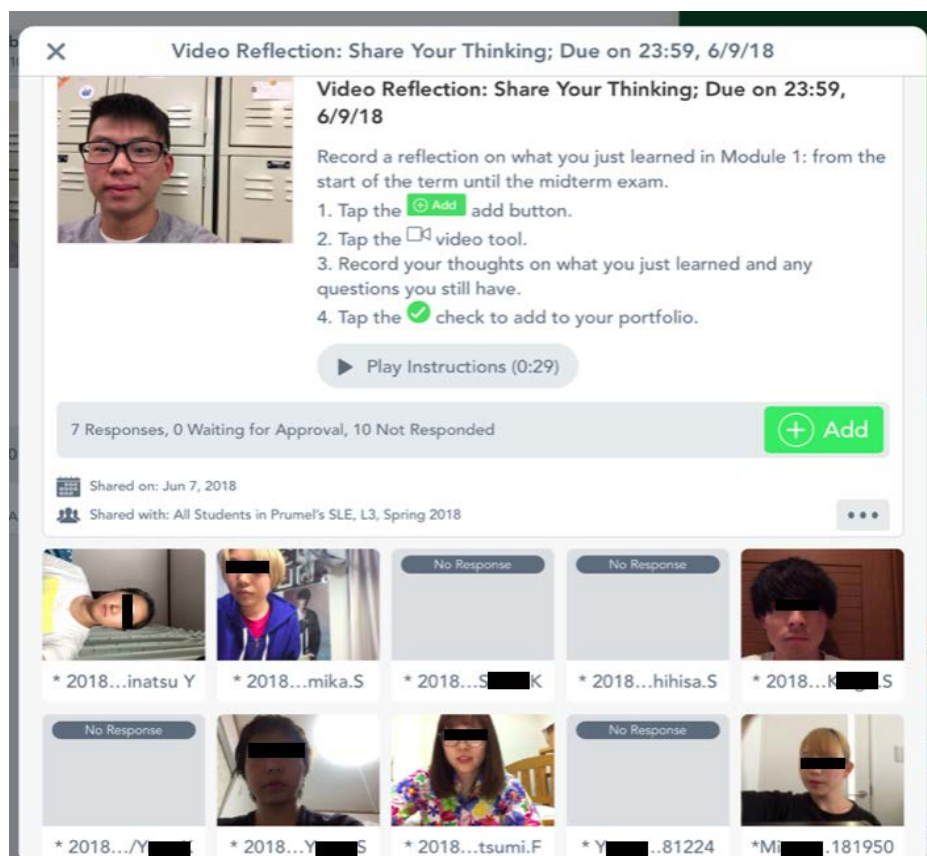 Video Reflection: Share Your Thinking; Due on 23:59, 6/9/18
Video Reflection: Share Your Thinking; Due on 23:59,
6/9/18
Record a reflection on what you just learned in Module 1: from the
start of the term until the midterm exam.
1. Tap the Add add button.
2. Tap the video tool.
3. Record your thoughts on what you just learned and any
questions you still have.
4. Tap the check to add to your portfolio.
Play Instructions (0:29)
7 Responses, 0 Waiting for Approval, 10 Not Responded
Add
Shared on: Jun 7, 2018
Shared with: All Students in Prumel's SLE, L3, Spring 2018
No Response
No Response
* 2018...inatsu Y
* 2018...mika.S
* 2018...S K
* 2018...hihisa.S
* 2018...K .S
No Response
No Response
* 2018.../Y
* 2018...Y S
* 2018...tsumi.F
* Y ..81224
*Mi .181950